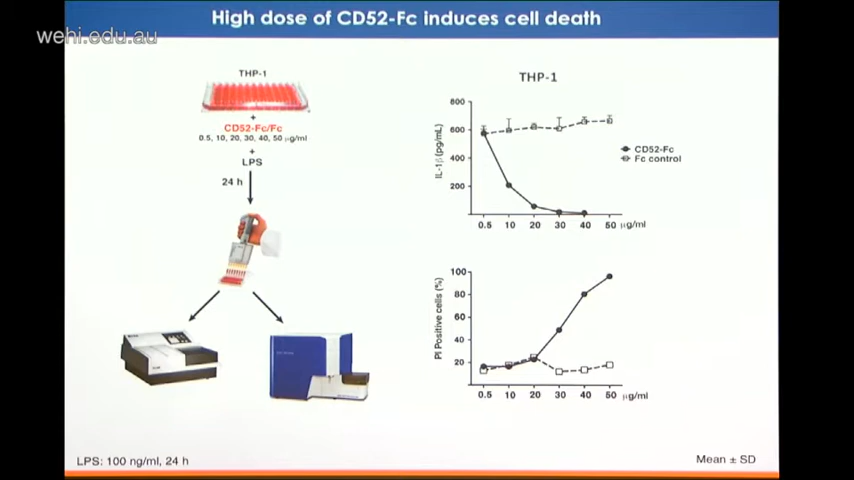 High dose of CD52-Fc induces cell death
wehi.edu.au
THP-1
+
CD52-Fc/Fc
0.5, 10, 20, 30, 40, 50 µg/ml
+
LPS
24 h
THP-1
IL-1β (pg/mL)
800
600
400
200
0.5 10 20 30 40 50 µg/ml
CD52-Fc
Fc control
PI Positive cells (%)
100
80
60
40
20
0.5 10 20 30 40 50 µg/ml
LPS: 100 ng/ml, 24 h
Mean ± SD